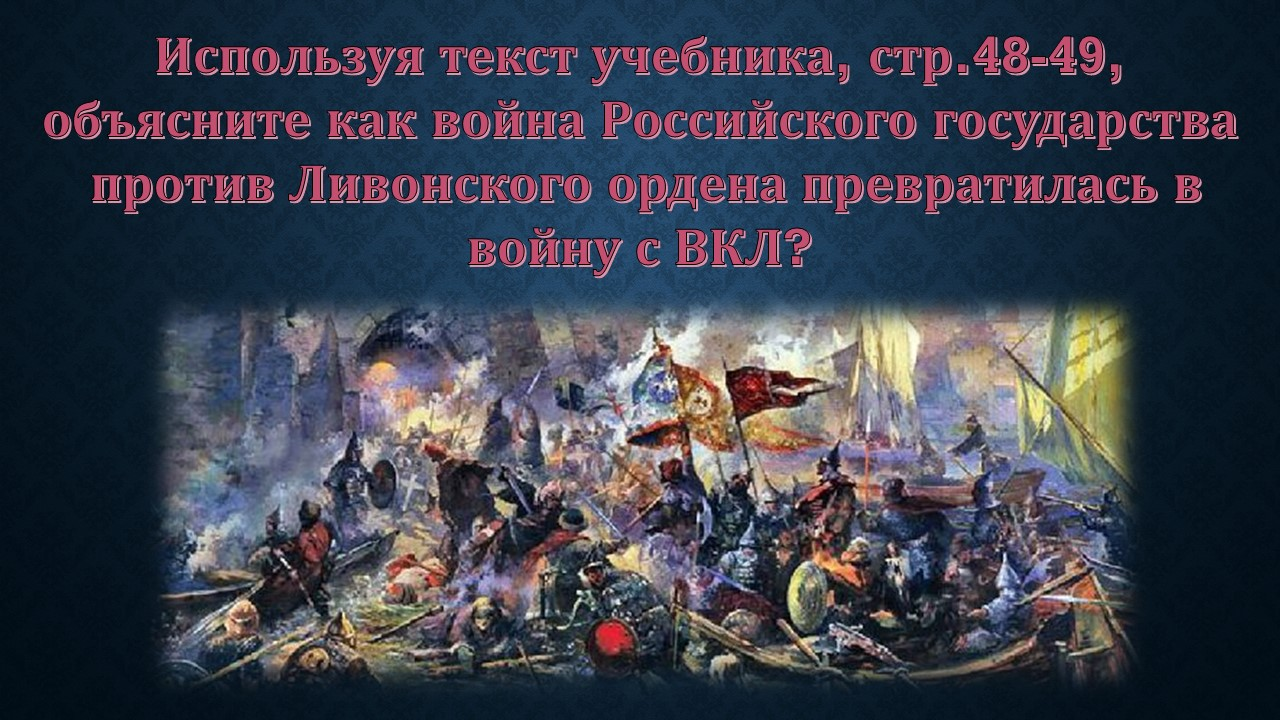 Используя текст учебника, стр.48-49,
объясните как война Российского государства
против Ливонского ордена превратилась в
войну с ВКЛ?